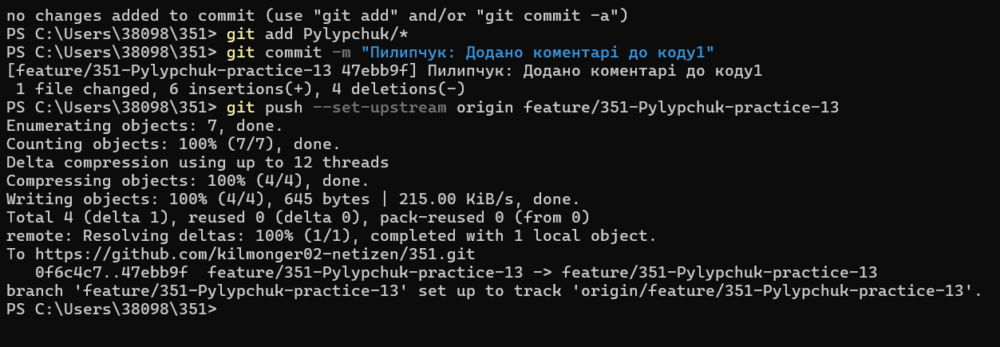 no changes added to commit (use "git add" and/or "git commit -a")
PS C:\Users\38098\351> git add Pylypchuk/*
PS C:\Users\38098\351> git commit -m "Пилипчук: Додано коментарі до коду1"
[feature/351-Pylypchuk-practice-13 47ebb9f] Пилипчук: Додано коментарі до коду1
 1 file changed, 6 insertions(+), 4 deletions(-)
PS C:\Users\38098\351> git push --set-upstream origin feature/351-Pylypchuk-practice-13
Enumerating objects: 7, done.
Counting objects: 100% (7/7), done.
Delta compression using up to 12 threads
Compressing objects: 100% (4/4), done.
Writing objects: 100% (4/4), 645 bytes | 215.00 KiB/s, done.
Total 4 (delta 1), reused 0 (delta 0), pack-reused 0 (from 0)
remote: Resolving deltas: 100% (1/1), completed with 1 local object.
To https://github.com/kilmonger02-netizen/351.git
   0f6c4c7..47ebb9f  feature/351-Pylypchuk-practice-13 -> feature/351-Pylypchuk-practice-13
branch 'feature/351-Pylypchuk-practice-13' set up to track 'origin/feature/351-Pylypchuk-practice-13'.
PS C:\Users\38098\351>